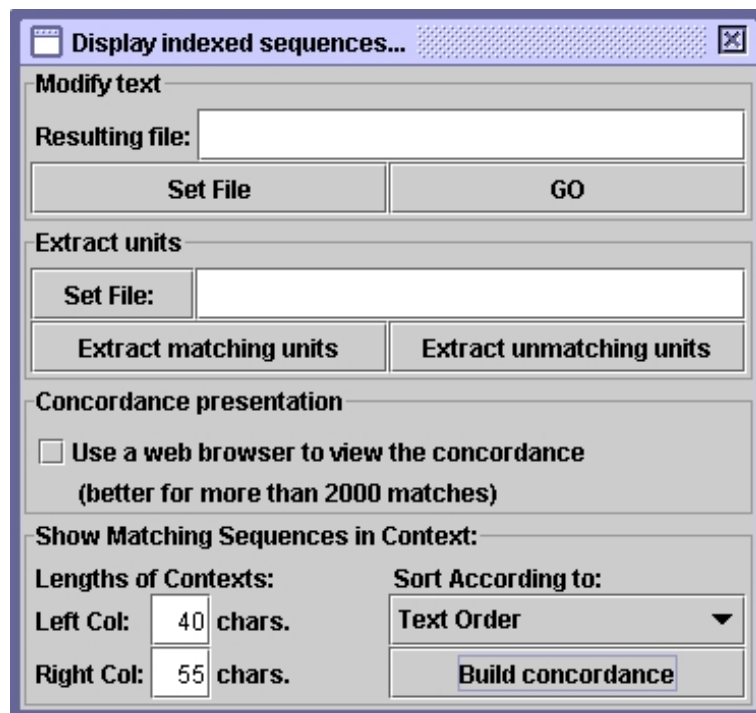 Display indexed sequences...
Modify text
Resulting file:
Set File GO
Extract units
Set File:
Extract matching units Extract unmatching units
Concordance presentation
Use a web browser to view the concordance
(better for more than 2000 matches)
Show Matching Sequences in Context:
Lengths of Contexts: Sort According to:
Left Col: 40 chars. Text Order
Right Col: 55 chars. Build concordance